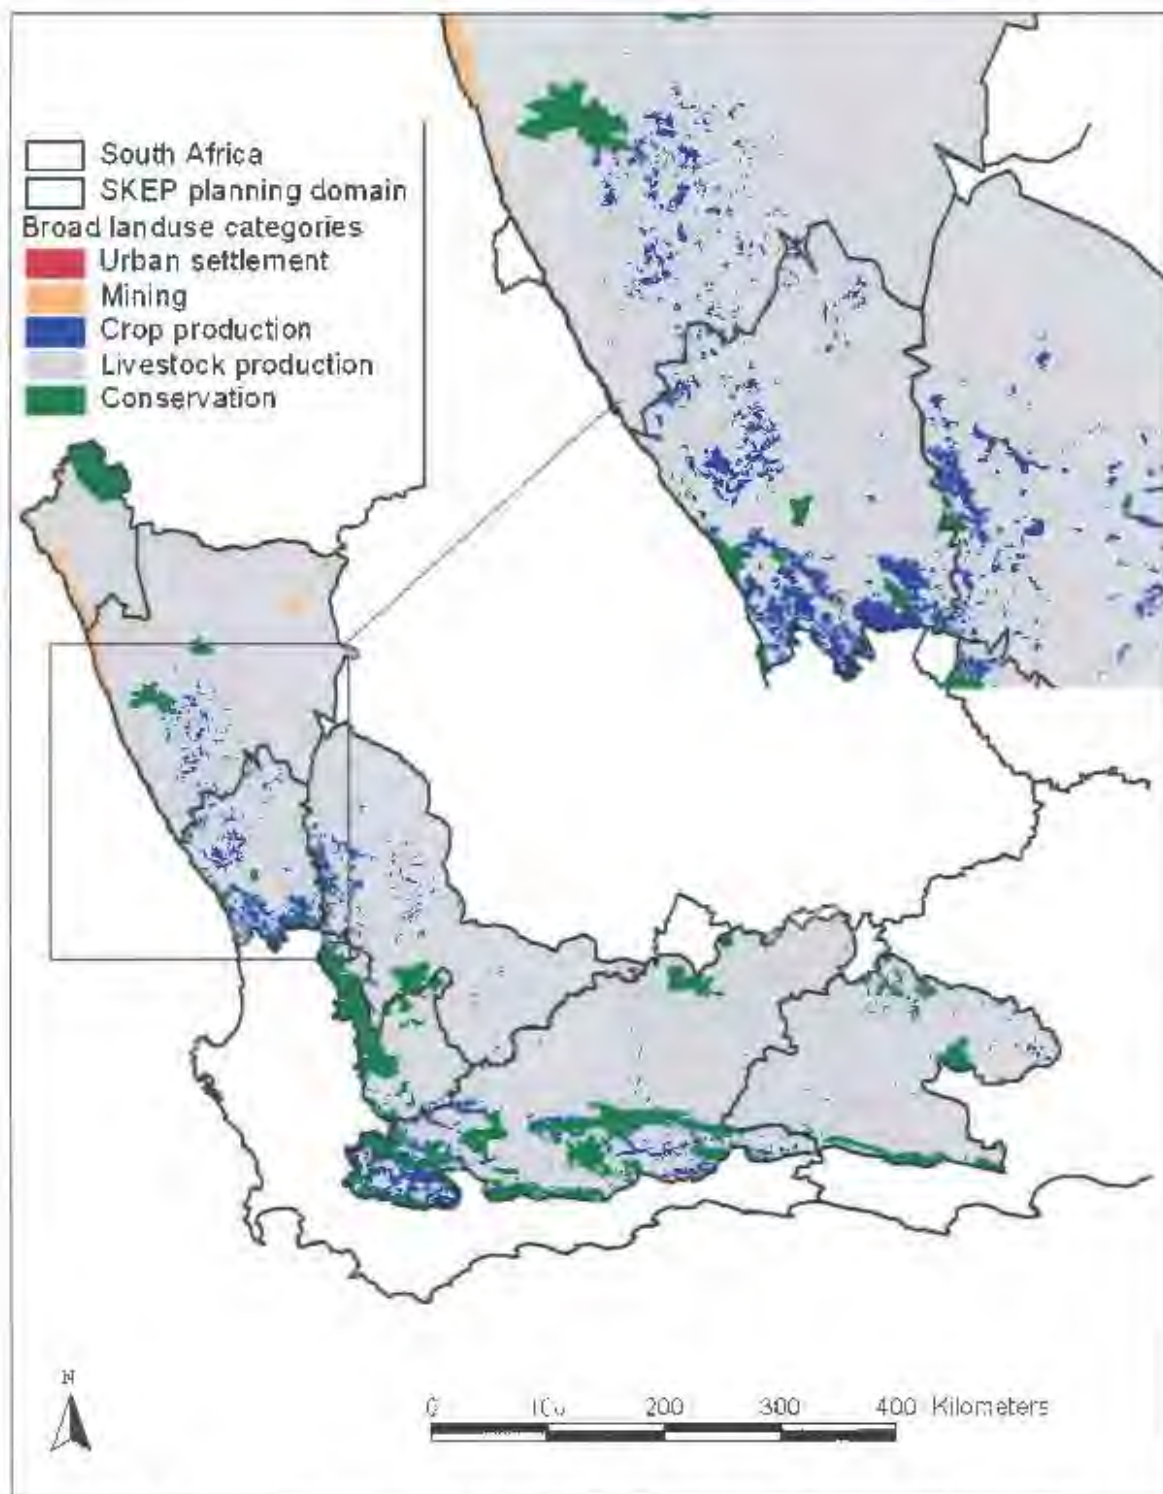 South Africa
SKEP planning domain
Broad landuse categories
Urban settlement
Mining
Crop production
Livestock production
Conservation
N
0 100 200 300 400 Kilometers